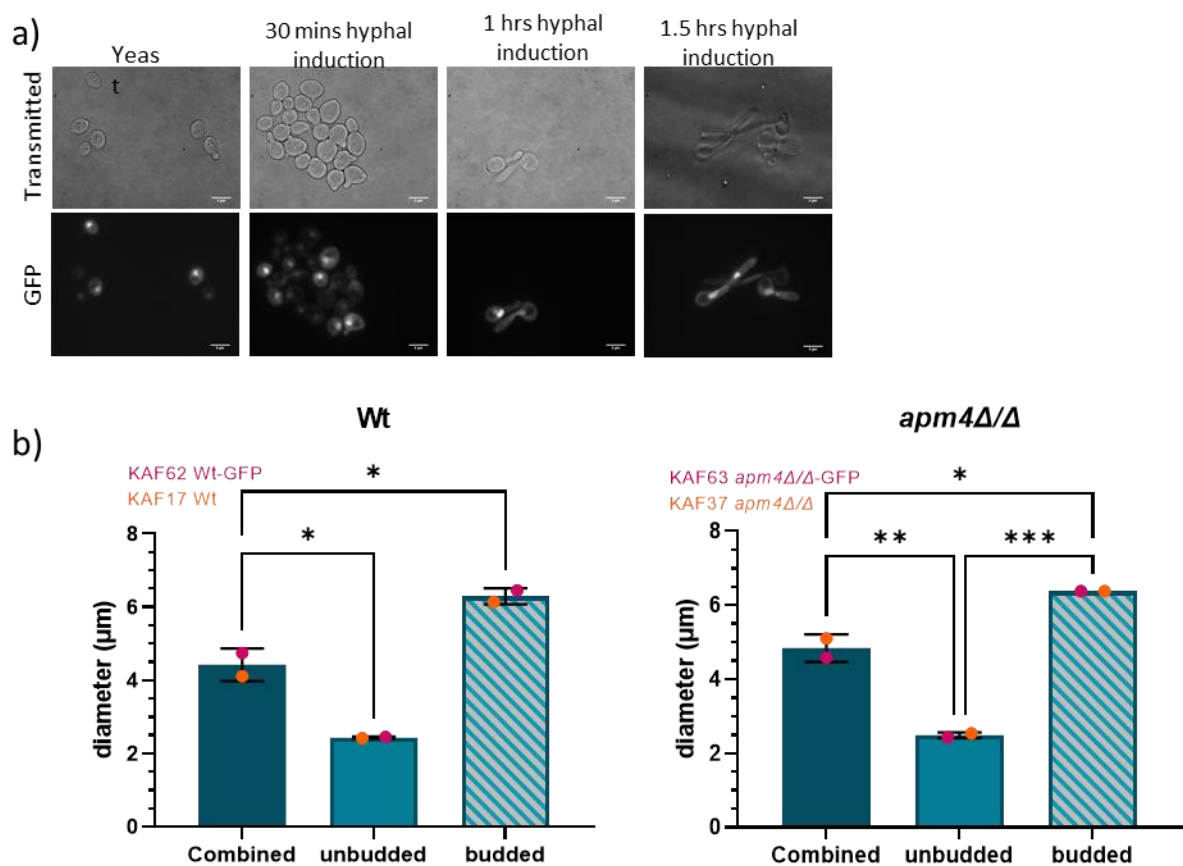 a)
Yeas
t
30 mins hyphal
induction
1 hrs hyphal
induction
1.5 hrs hyphal
induction
Transmitted
GFP
b)
Wt
KAF62 Wt-GFP
KAF17 Wt
*
*
diameter (µm)
8
6
4
2
0
Combined
unbudded
budded
apm4Δ/Δ
KAF63 apm4Δ/Δ-GFP
KAF37 apm4Δ/Δ
*
**
***
diameter (µm)
8
6
4
2
0
Combined
unbudded
budded